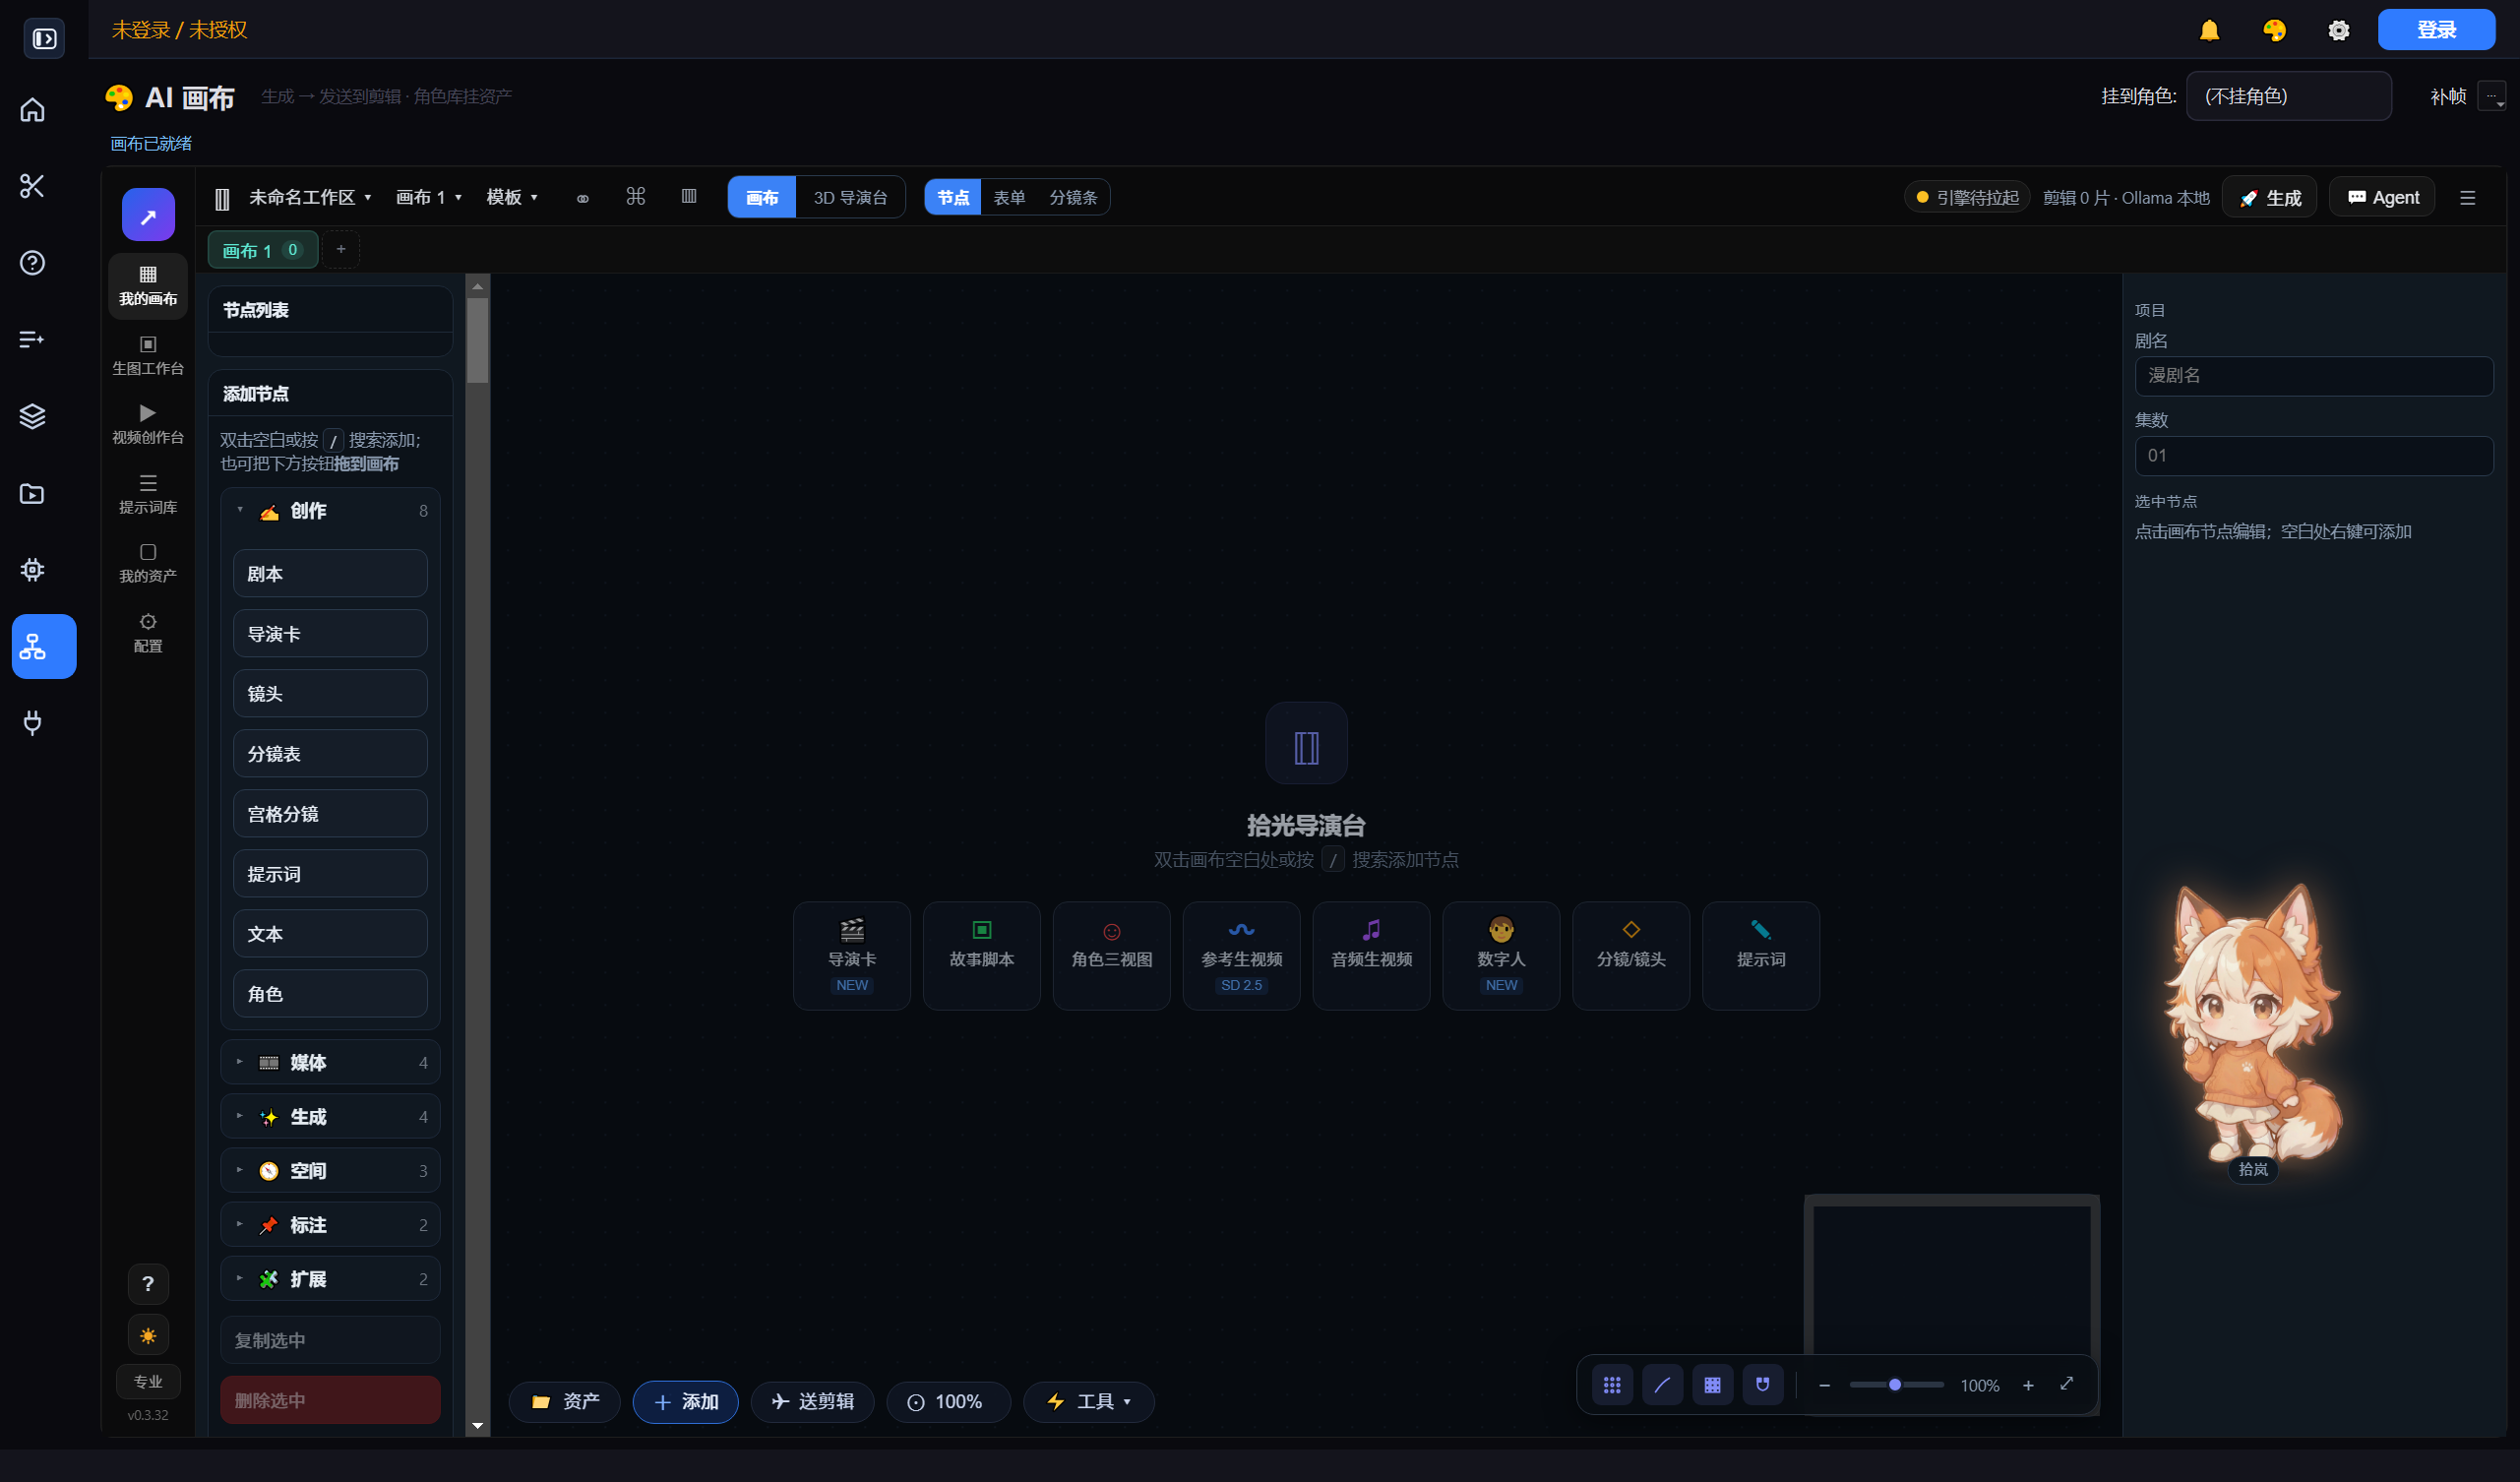 未登录 / 未授权
登录
AI 画布
生成 → 发送到剪辑 · 角色库挂资产
挂到角色:
(不挂角色)
补帧
画布已就绪
未命名工作区
画布 1
模板
画布
3D 导演台
节点
表单
分镜条
引擎待拉起
剪辑 0 片 · Ollama 本地
生成
Agent
画布 1
0
+
我的画布
生图工作台
视频创作台
提示词库
我的资产
配置
?
专业
v0.3.32
节点列表
添加节点
双击空白或按 / 搜索添加;
也可把下方按钮拖到画布
创作
8
剧本
导演卡
镜头
分镜表
宫格分镜
提示词
文本
角色
媒体
4
生成
4
空间
3
标注
2
扩展
2
复制选中
删除选中
拾光导演台
双击画布空白处或按 / 搜索添加节点
导演卡
NEW
故事脚本
角色三视图
参考生视频
SD 2.5
音频生视频
数字人
NEW
分镜/镜头
提示词
资产
添加
送剪辑
100%
工具
100%
项目
剧名
漫剧名
集数
01
选中节点
点击画布节点编辑；空白处右键可添加
拾岚